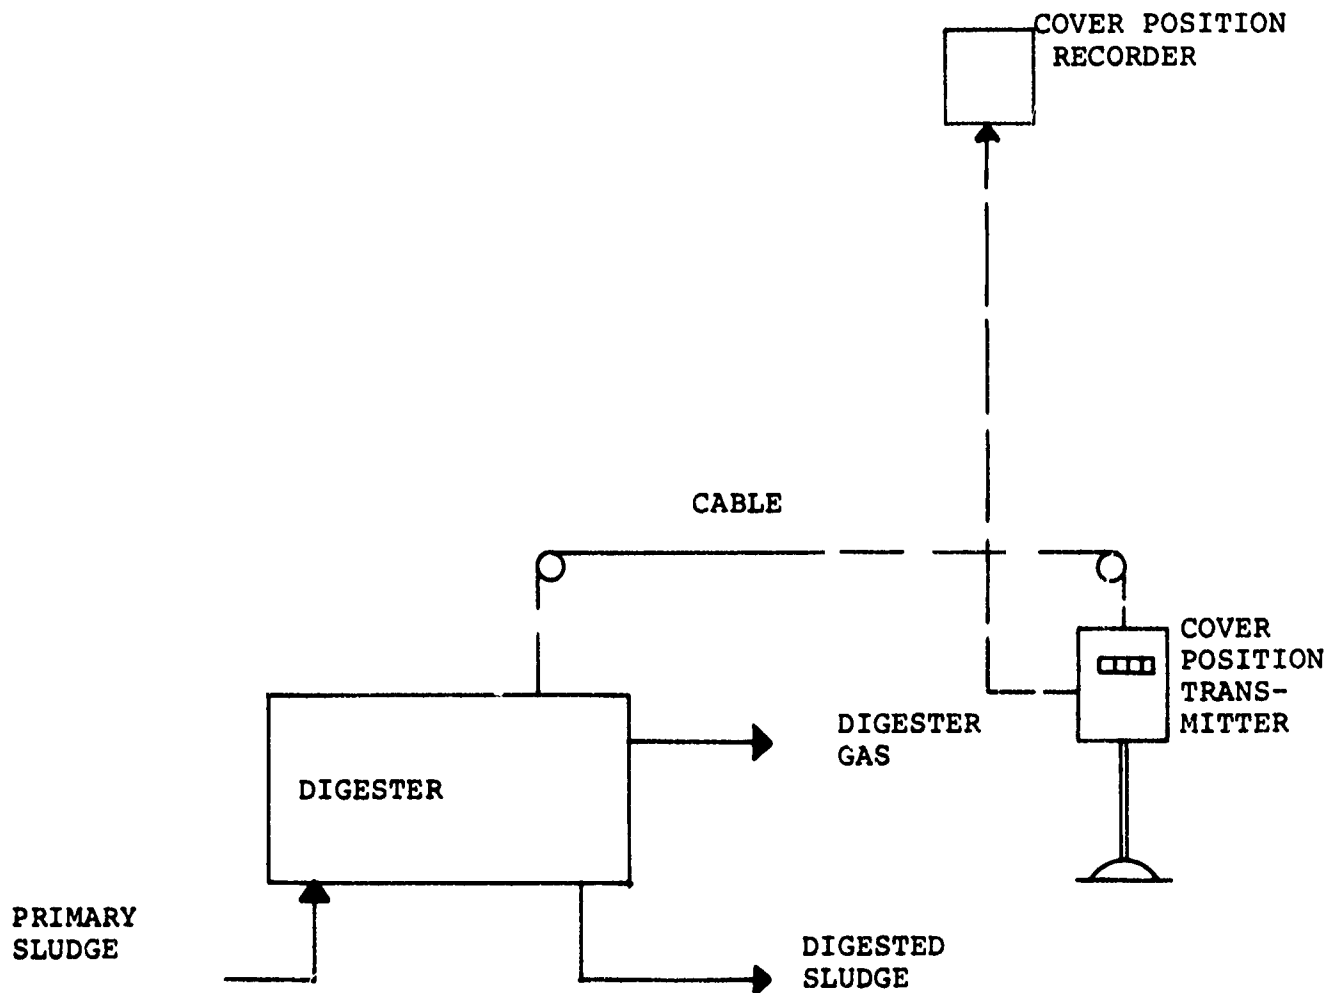 COVER POSITION
RECORDER
CABLE
COVER
POSITION
TRANS-
MITTER
DIGESTER
GAS
DIGESTER
PRIMARY
SLUDGE
DIGESTED
SLUDGE